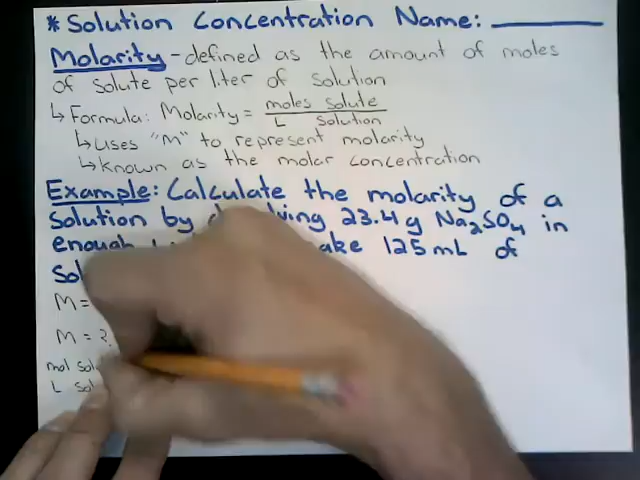 * Solution Concentration Name: ________
Molarity - defined as the amount of moles
of solute per liter of solution
↳ Formula: Molarity = moles solute / L solution
↳ uses "M" to represent molarity
↳ Known as the molar concentration
Example: Calculate the molarity of a
solution by 23.4 g Na₂SO₄ in
enough 125 mL of
M =
M = ?
mol
L